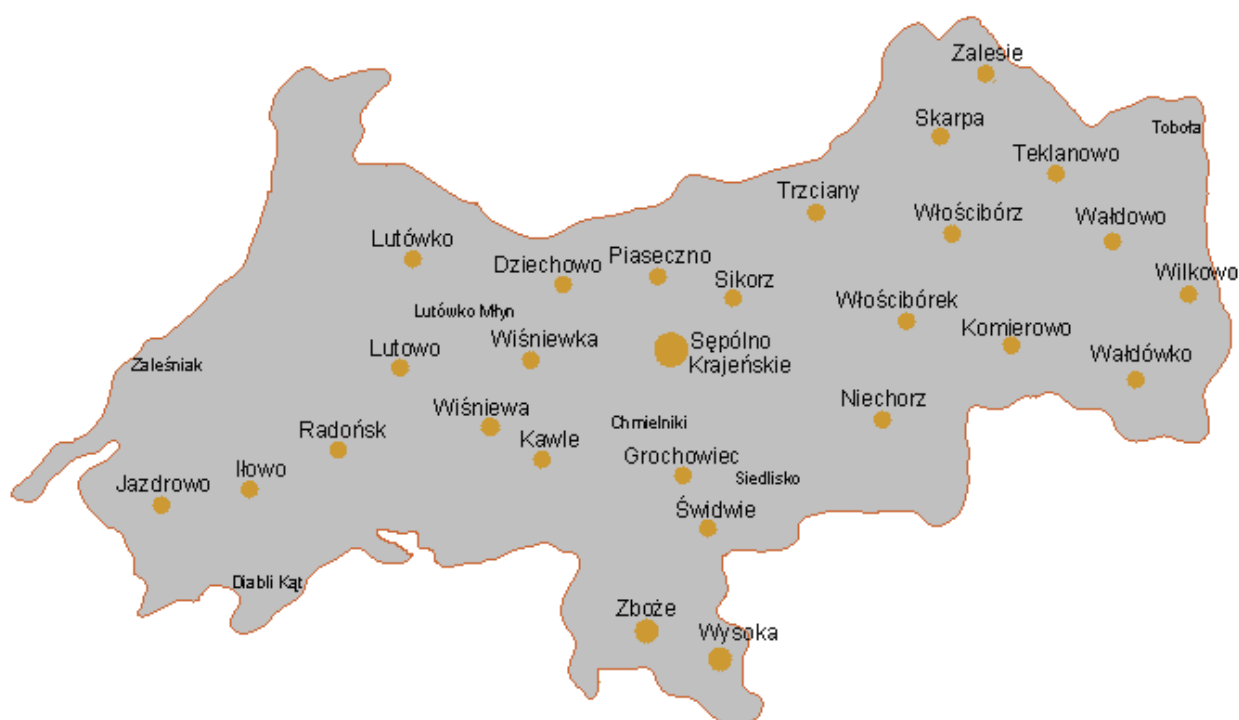 Zalesie
Skarpa
Toboła
Teklanowo
Trzciany
Włościbórz
Wałdowo
Lutówko
Dziechowo
Piaseczno
Sikorz
Wilkowo
Lutówko Młyn
Włościbórek
Komierowo
Wiśniewka
Sępólno
Krajeńskie
Lutowo
Wałdówko
Zaleśniak
Niechorz
Wiśniewa
Chmielniki
Radońsk
Kawle
Grochowiec
Iłowo
Siedlisko
Jazdrowo
Świdwie
Diabli Kąt
Zboże
Wysoka